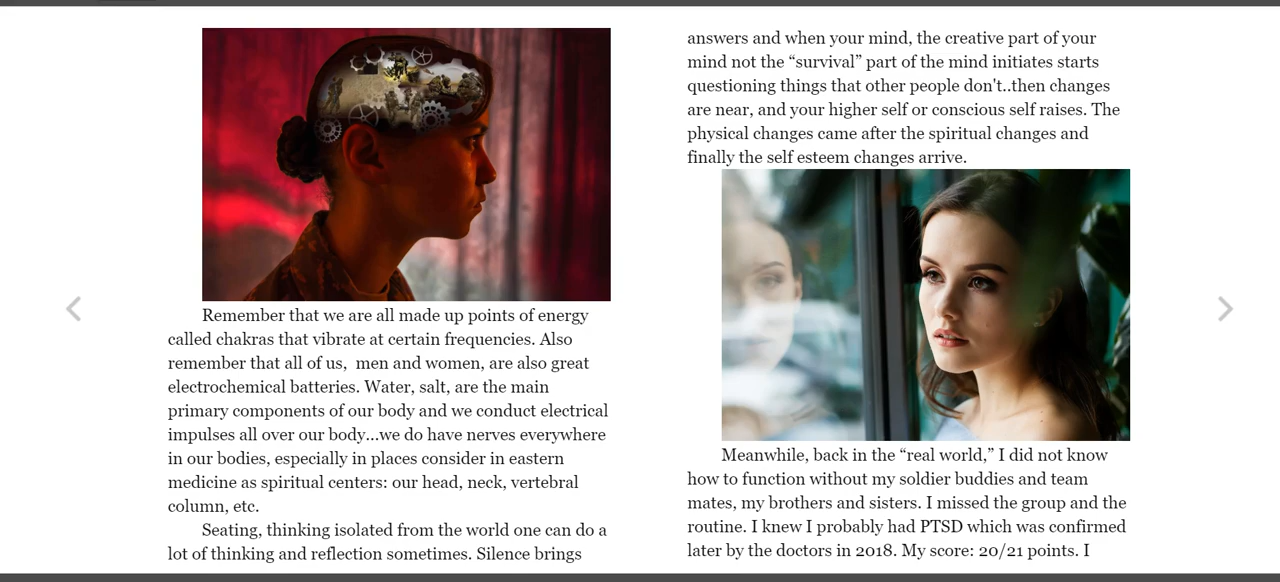 Remember that we are all made up points of energy
called chakras that vibrate at certain frequencies. Also
remember that all of us,  men and women, are also great
electrochemical batteries. Water, salt, are the main
primary components of our body and we conduct electrical
impulses all over our body...we do have nerves everywhere
in our bodies, especially in places consider in eastern
medicine as spiritual centers: our head, neck, vertebral
column, etc.
Seating, thinking isolated from the world one can do a
lot of thinking and reflection sometimes. Silence brings
answers and when your mind, the creative part of your
mind not the “survival” part of the mind initiates starts
questioning things that other people don't..then changes
are near, and your higher self or conscious self raises. The
physical changes came after the spiritual changes and
finally the self esteem changes arrive.
Meanwhile, back in the “real world,” I did not know
how to function without my soldier buddies and team
mates, my brothers and sisters. I missed the group and the
routine. I knew I probably had PTSD which was confirmed
later by the doctors in 2018. My score: 20/21 points. I